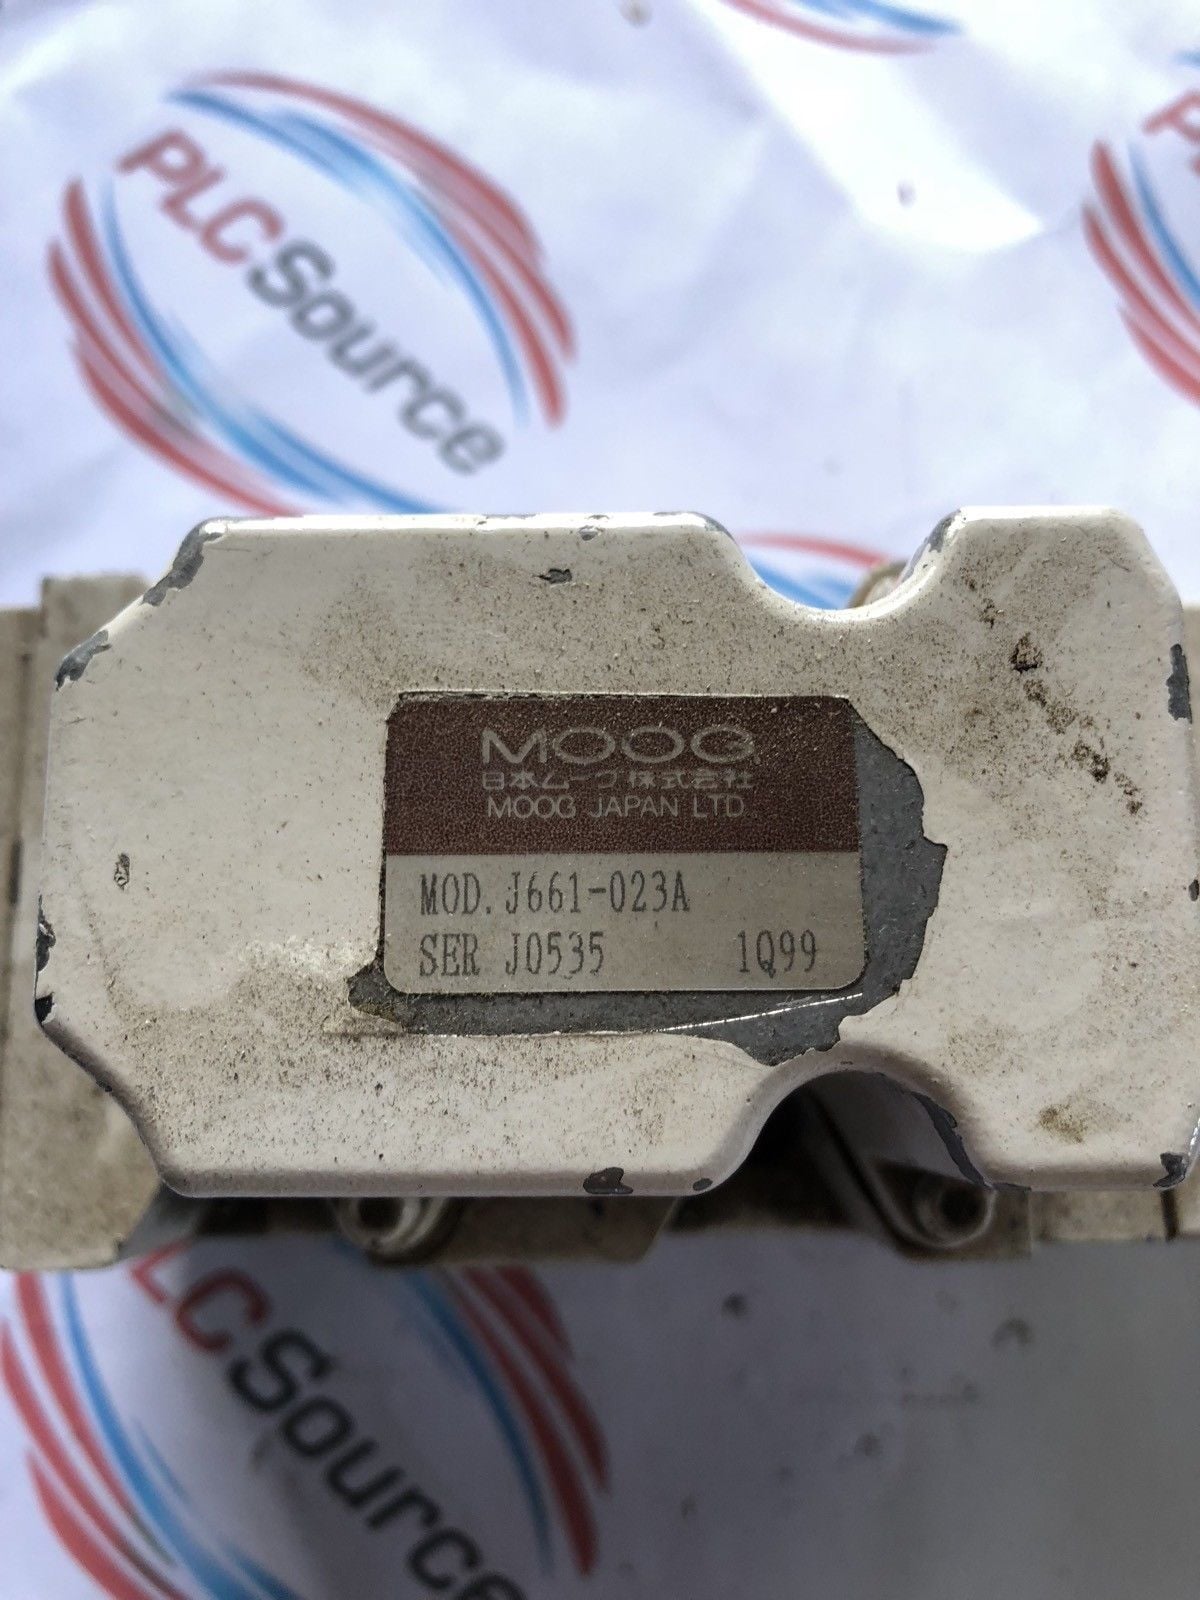 PLCSource
MOOG
日本ムーグ株式会社
MOOG JAPAN LTD.
MOD. J661-023A
SER J0535 1Q99
PLCSource